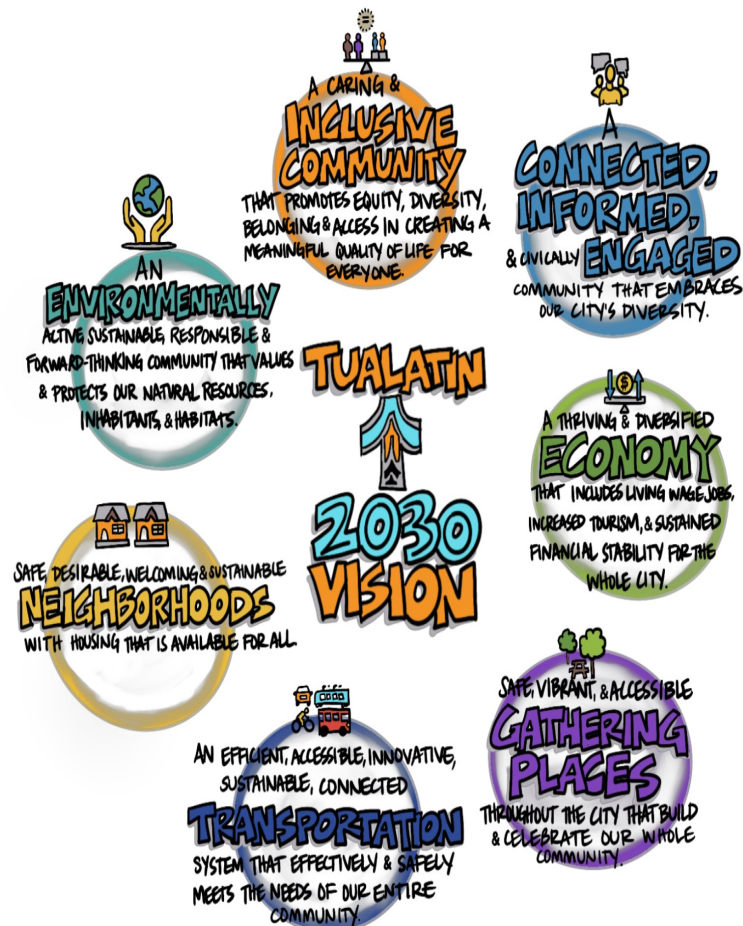 A CARING &
INCLUSIVE
COMMUNITY
THAT PROMOTES EQUITY, DIVERSITY,
BELONGING & ACCESS IN CREATING A
MEANINGFUL QUALITY OF LIFE FOR
EVERYONE.
A
CONNECTED,
INFORMED,
& CIVICALLY ENGAGED
COMMUNITY THAT EMBRACES
OUR CITY'S DIVERSITY.
AN
ENVIRONMENTALLY
ACTIVE, SUSTAINABLE, RESPONSIBLE &
FORWARD-THINKING COMMUNITY THAT VALUES
& PROTECTS OUR NATURAL RESOURCES,
INHABITANTS, & HABITATS.
TUALATIN
2030
VISION
$
A THRIVING & DIVERSIFIED
ECONOMY
THAT INCLUDES LIVING WAGE JOBS,
INCREASED TOURISM, & SUSTAINED
FINANCIAL STABILITY FOR THE
WHOLE CITY.
SAFE, DESIRABLE, WELCOMING & SUSTAINABLE
NEIGHBORHOODS
WITH HOUSING THAT IS AVAILABLE FOR ALL.
SAFE, VIBRANT, & ACCESSIBLE
GATHERING
PLACES
THROUGHOUT THE CITY THAT BUILD
& CELEBRATE OUR WHOLE
COMMUNITY.
AN EFFICIENT, ACCESSIBLE, INNOVATIVE,
SUSTAINABLE, CONNECTED
TRANSPORTATION
SYSTEM THAT EFFECTIVELY & SAFELY
MEETS THE NEEDS OF OUR ENTIRE
COMMUNITY.